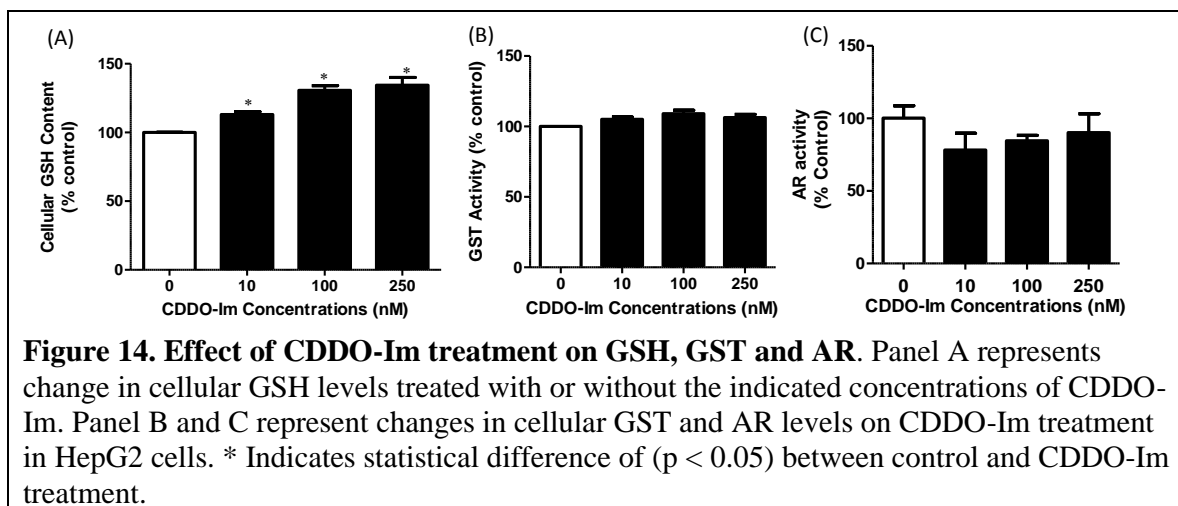 (A)
Cellular GSH Content
(% control)
150
100
50
0
*
*
*
0 10 100 250
CDDO-Im Concentrations (nM)
(B)
GST Activity (% control)
150
100
50
0
0 10 100 250
CDDO-Im Concentrations (nM)
(C)
AR activity
(% Control)
150
100
50
0
0 10 100 250
CDDO-Im Concentrations (nM)
Figure 14. Effect of CDDO-Im treatment on GSH, GST and AR. Panel A represents
change in cellular GSH levels treated with or without the indicated concentrations of CDDO-
Im. Panel B and C represent changes in cellular GST and AR levels on CDDO-Im treatment
in HepG2 cells. * Indicates statistical difference of (p < 0.05) between control and CDDO-Im
treatment.